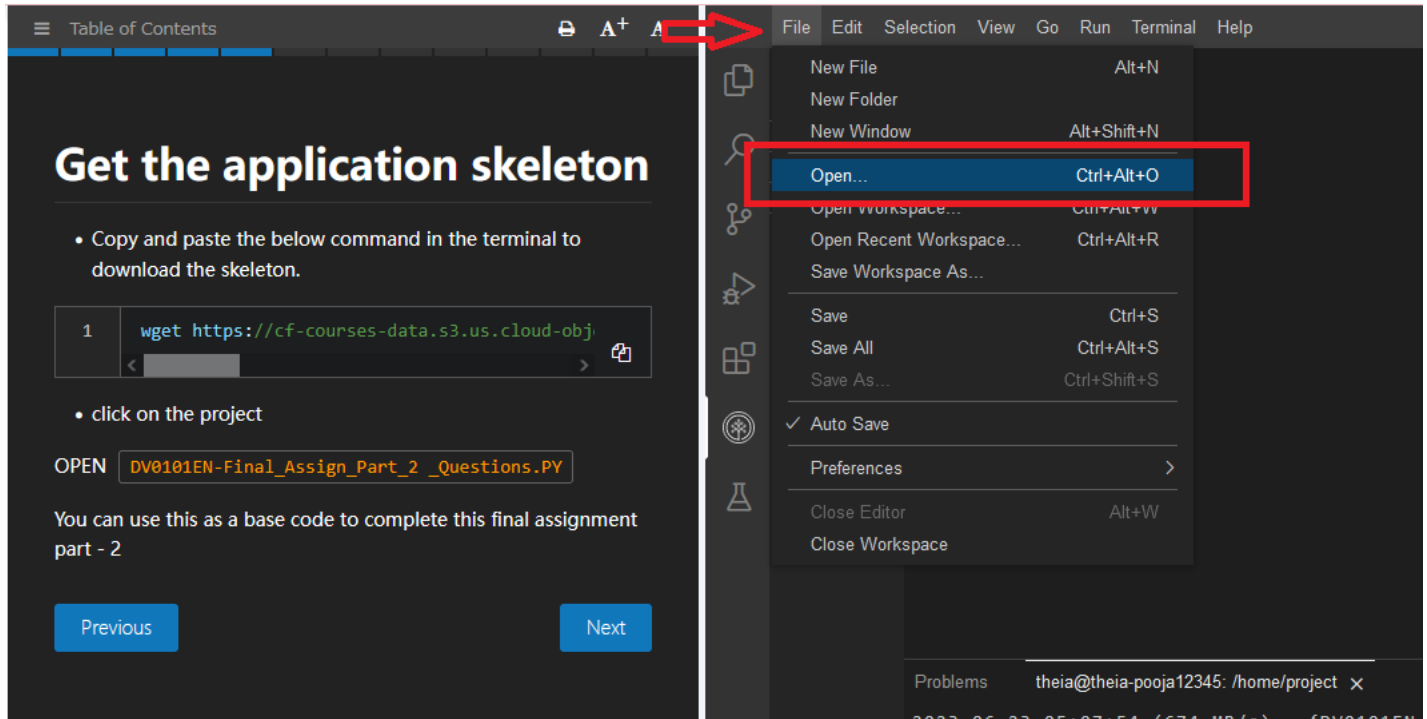 Table of Contents
A+
A
Get the application skeleton
• Copy and paste the below command in the terminal to
download the skeleton.
1 wget https://cf-courses-data.s3.us.cloud-obj
• click on the project
OPEN DV0101EN-Final_Assign_Part_2 _Questions.PY
You can use this as a base code to complete this final assignment
part - 2
Previous
Next
File Edit Selection View Go Run Terminal Help
New File Alt+N
New Folder
New Window Alt+Shift+N
Open... Ctrl+Alt+O
Open Workspace... Ctrl+Alt+W
Open Recent Workspace... Ctrl+Alt+R
Save Workspace As...
Save Ctrl+S
Save All Ctrl+Alt+S
Save As... Ctrl+Shift+S
Auto Save
Preferences
Close Editor Alt+W
Close Workspace
Problems theia@theia-pooja12345: /home/project